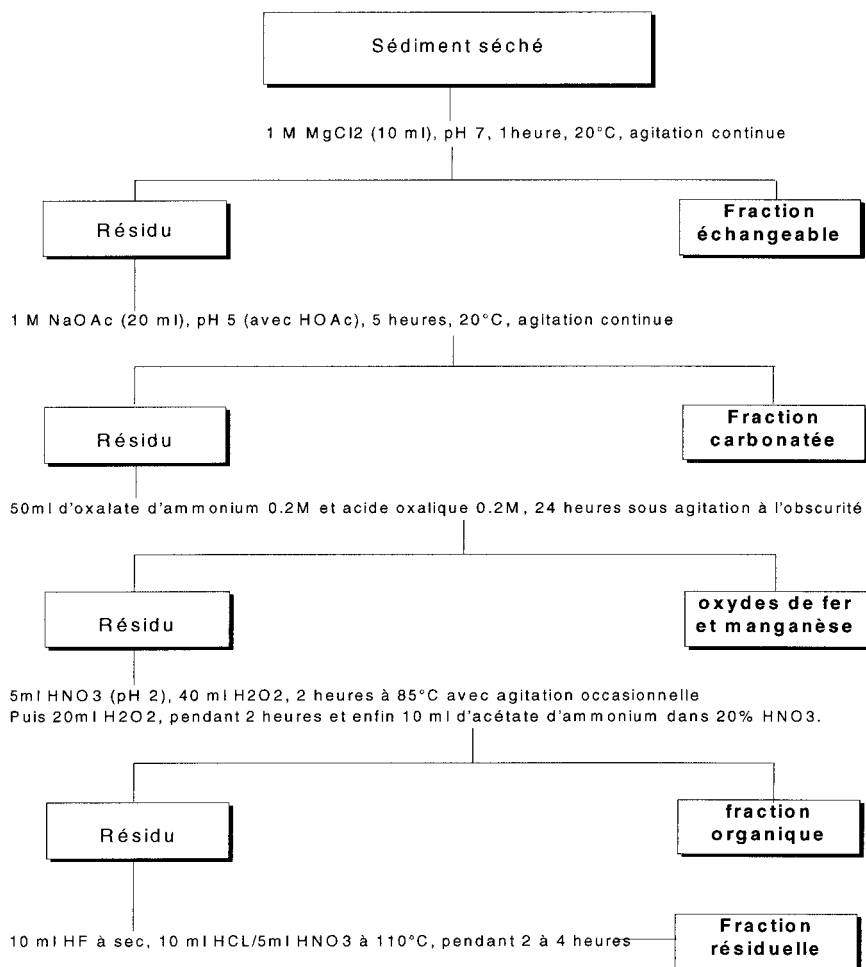 Sédiment séché
1 M MgCl2 (10 ml), pH 7, 1heure, 20°C, agitation continue
Résidu
Fraction
échangeable
1 M NaOAc (20 ml), pH 5 (avec HOAc), 5 heures, 20°C, agitation continue
Résidu
Fraction
carbonatée
50ml d'oxalate d'ammonium 0.2M et acide oxalique 0.2M, 24 heures sous agitation à l'obscurité
Résidu
oxydes de fer
et manganèse
5ml HNO3 (pH 2), 40 ml H2O2, 2 heures à 85°C avec agitation occasionnelle
Puis 20ml H2O2, pendant 2 heures et enfin 10 ml d'acétate d'ammonium dans 20% HNO3.
Résidu
fraction
organique
10 ml HF à sec, 10 ml HCL/5ml HNO3 à 110°C, pendant 2 à 4 heures
Fraction
résiduelle